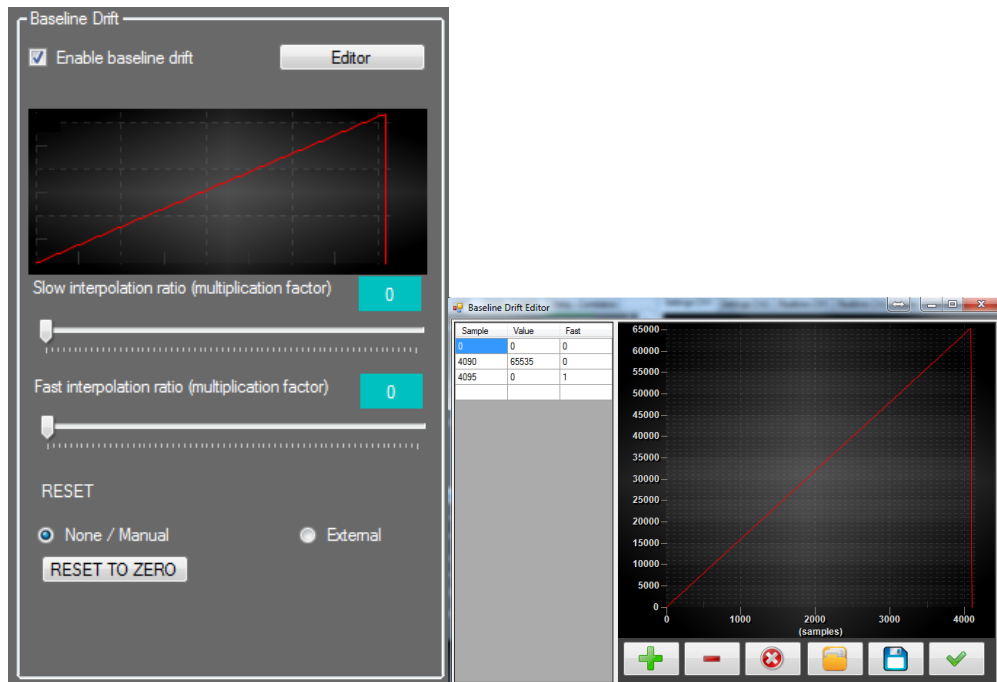 Baseline Drift
Enable baseline drift
Editor
Slow interpolation ratio (multiplication factor)
0
Fast interpolation ratio (multiplication factor)
0
RESET
None / Manual
External
RESET TO ZERO
Baseline Drift Editor
Sample Value Fast
0 0 0
4090 65535 0
4095 0 1
65000
60000
55000
50000
45000
40000
35000
30000
25000
20000
15000
10000
5000
0
0 1000 2000 3000 4000
(samples)